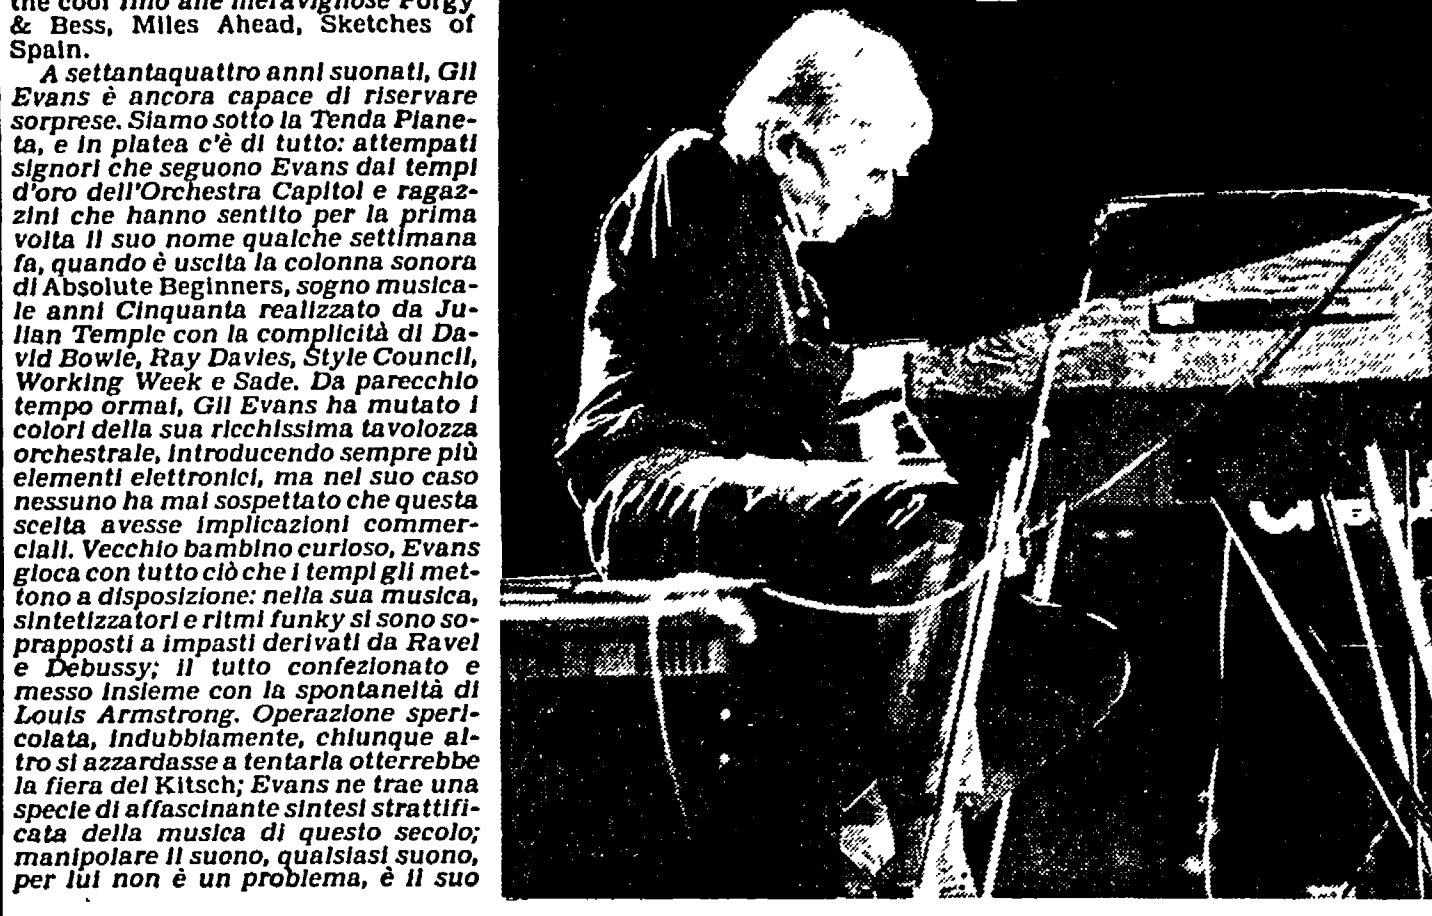 the cool fino alle meravigliose Porgy
& Bess, Miles Ahead, Sketches of
Spain.
A settantaquattro anni suonati, Gil
Evans è ancora capace di riservare
sorprese. Siamo sotto la Tenda Piane-
ta, e in platea c'è di tutto: attempati
signori che seguono Evans dai tempi
d'oro dell'Orchestra Capitol e ragaz-
zini che hanno sentito per la prima
volta il suo nome qualche settimana
fa, quando è uscita la colonna sonora
di Absolute Beginners, sogno musica-
le anni Cinquanta realizzato da Ju-
lian Temple con la complicità di Da-
vid Bowie, Ray Davies, Style Council,
Working Week e Sade. Da parecchio
tempo ormai, Gil Evans ha mutato i
colori della sua ricchissima tavolozza
orchestrale, introducendo sempre più
elementi elettronici, ma nel suo caso
nessuno ha mai sospettato che questa
scelta avesse implicazioni commer-
ciali. Vecchio bambino curioso, Evans
gioca con tutto ciò che i tempi gli met-
tono a disposizione: nella sua musica,
sintetizzatori e ritmi funky si sono so-
prapposti a impasti derivati da Ravel
e Debussy; il tutto confezionato e
messo insieme con la spontaneità di
Louis Armstrong. Operazione speri-
colata, indubbiamente, chiunque al-
tro si azzardasse a tentarla otterrebbe
la fiera del Kitsch; Evans ne trae una
specie di affascinante sintesi stratifi-
cata della musica di questo secolo;
manipolare il suono, qualsiasi suono,
per lui non è un problema, è il suo